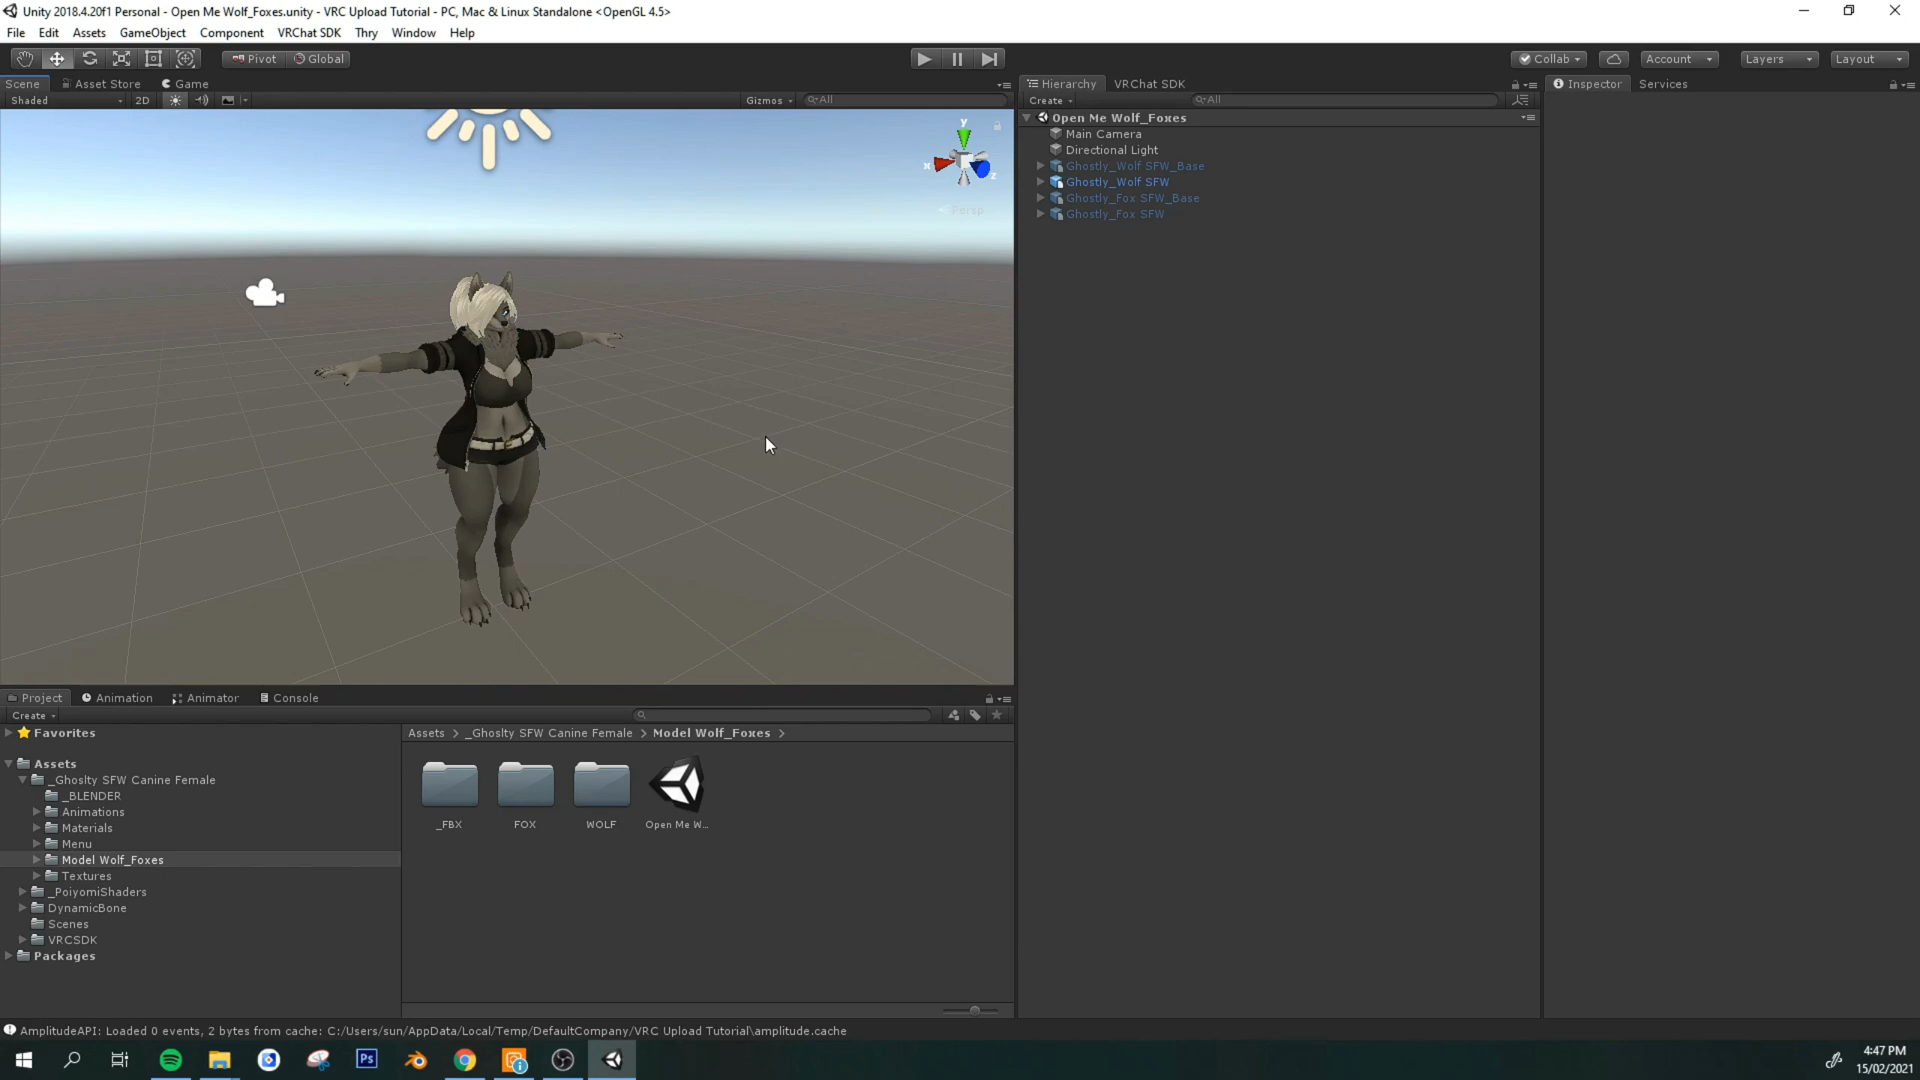 Unity 2018.4.20f1 Personal - Open Me Wolf_Foxes.unity - VRC Upload Tutorial - PC, Mac & Linux Standalone <OpenGL 4.5>
File Edit Assets GameObject Component VRChat SDK Thry Window Help
Pivot Global Collab Account Layers Layout
Scene Asset Store Game
Shaded 2D Gizmos All
y
x
z
Persp
Hierarchy VRChat SDK
Create All
Open Me Wolf_Foxes
Main Camera
Directional Light
Ghostly_Wolf SFW_Base
Ghostly_Wolf SFW
Ghostly_Fox SFW_Base
Ghostly_Fox SFW
Inspector Services
Project Animation Animator Console
Create
Favorites
Assets
_Ghoslty SFW Canine Female
_BLENDER
Animations
Materials
Menu
Model Wolf_Foxes
Textures
_PoiyomiShaders
DynamicBone
Scenes
VRCSDK
Packages
Assets > _Ghoslty SFW Canine Female > Model Wolf_Foxes >
_FBX FOX WOLF Open Me W...
AmplitudeAPI: Loaded 0 events, 2 bytes from cache: C:/Users/sun/AppData/Local/Temp/DefaultCompany/VRC Upload Tutorial\amplitude.cache
Ps
4:47 PM
15/02/2021